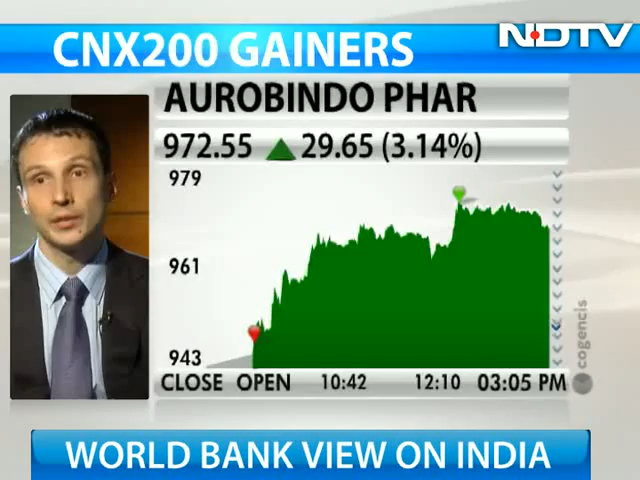 CNX200 GAINERS
NDTV
AUROBINDO PHAR
972.55 ▲ 29.65 (3.14%)
979
961
943
CLOSE OPEN 10:42 12:10 03:05 PM
cogencis
WORLD BANK VIEW ON INDIA